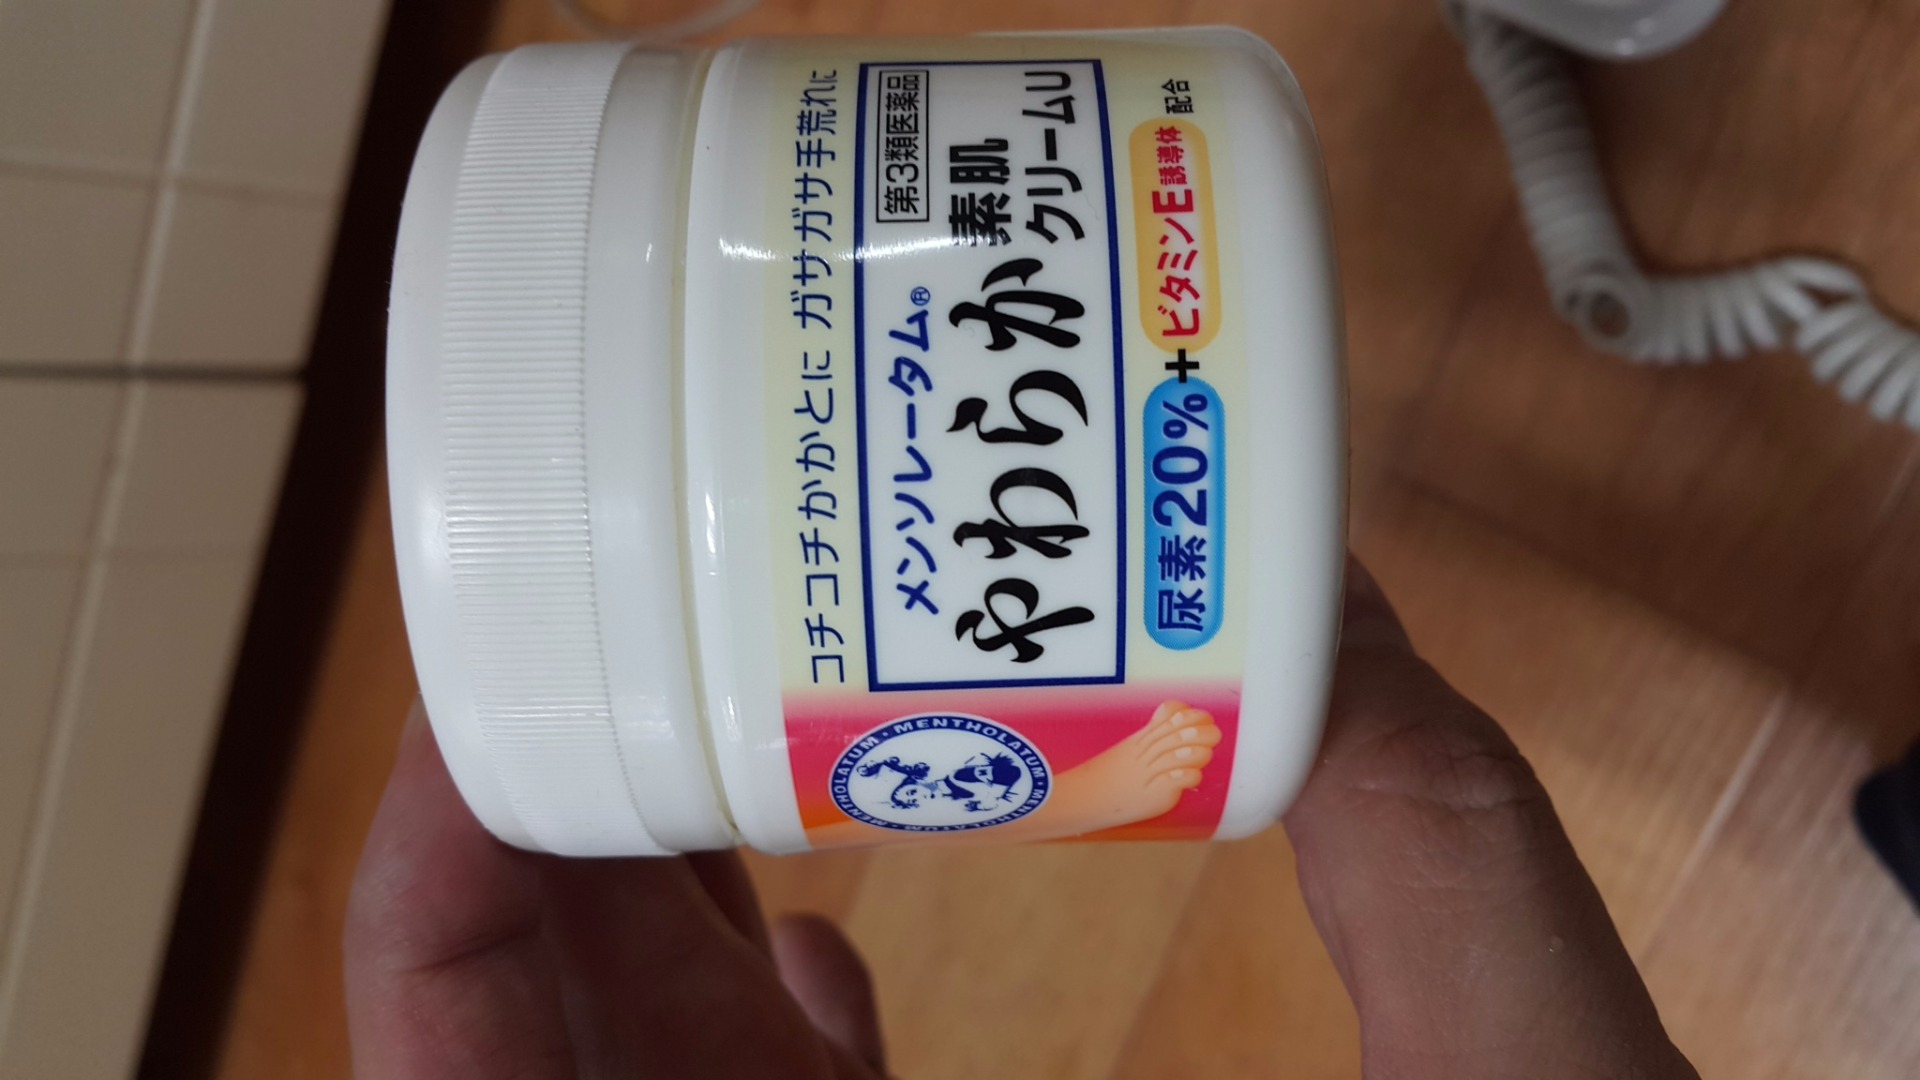 コチコチかかとに ガサガサ手荒れに
メンソレータム®
第3類医薬品
やわらか
素肌
クリームU
尿素20%+ビタミンE誘導体 配合
MENTHOLATUM・MENTHOLATUM・MENTHOLATUM・